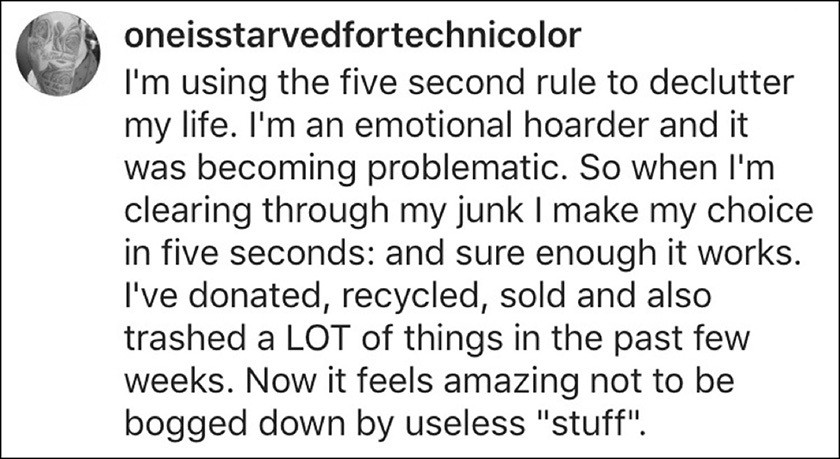 oneisstarvedfortechnicolor
I'm using the five second rule to declutter
my life. I'm an emotional hoarder and it
was becoming problematic. So when I'm
clearing through my junk I make my choice
in five seconds: and sure enough it works.
I've donated, recycled, sold and also
trashed a LOT of things in the past few
weeks. Now it feels amazing not to be
bogged down by useless "stuff".